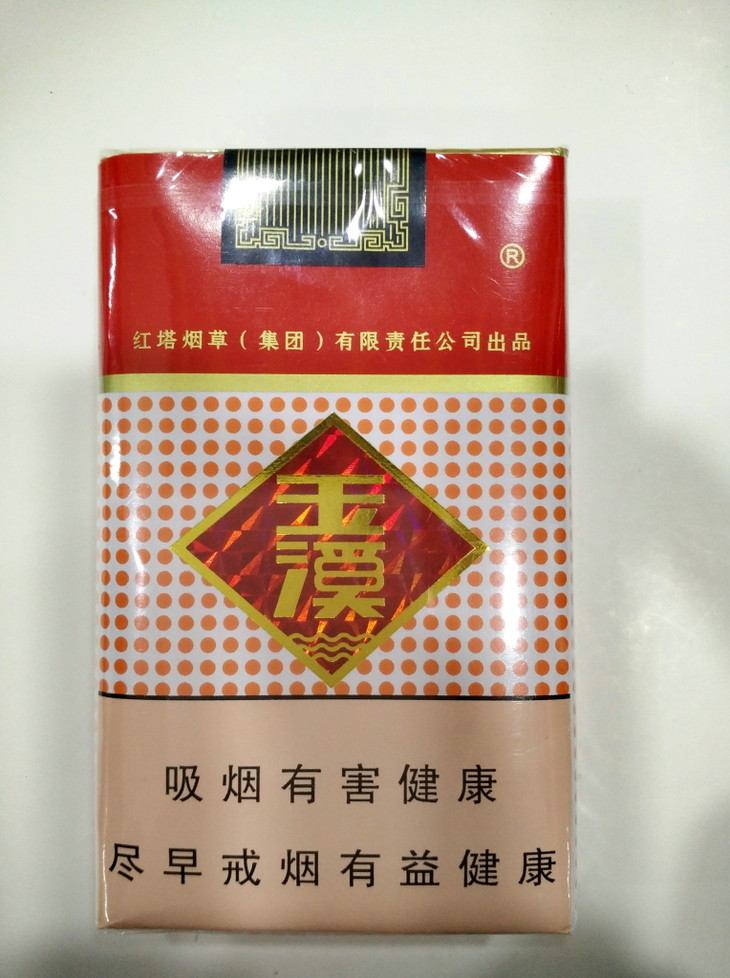 ®
红塔烟草（集团）有限责任公司出品
玉
溪
吸烟有害健康
尽早戒烟有益健康